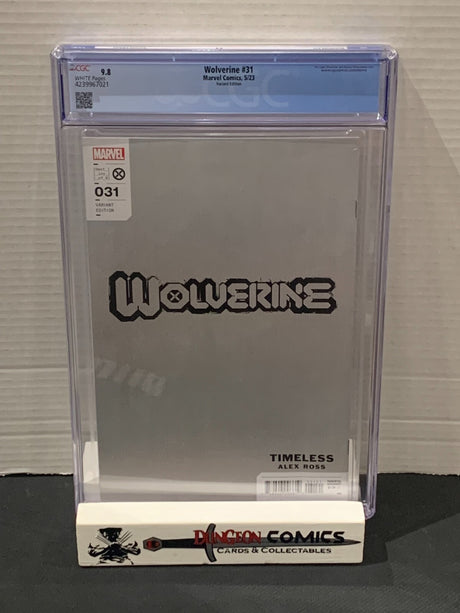 CGC
9.8
WHITE Pages
4239967021
Wolverine #31
Marvel Comics, 5/23
Variant Edition
MARVEL
031
VARIANT
EDITION
WOLVERINE
TIMELESS
ALEX ROSS
DUNGEON COMICS
CARDS & COLLECTABLES